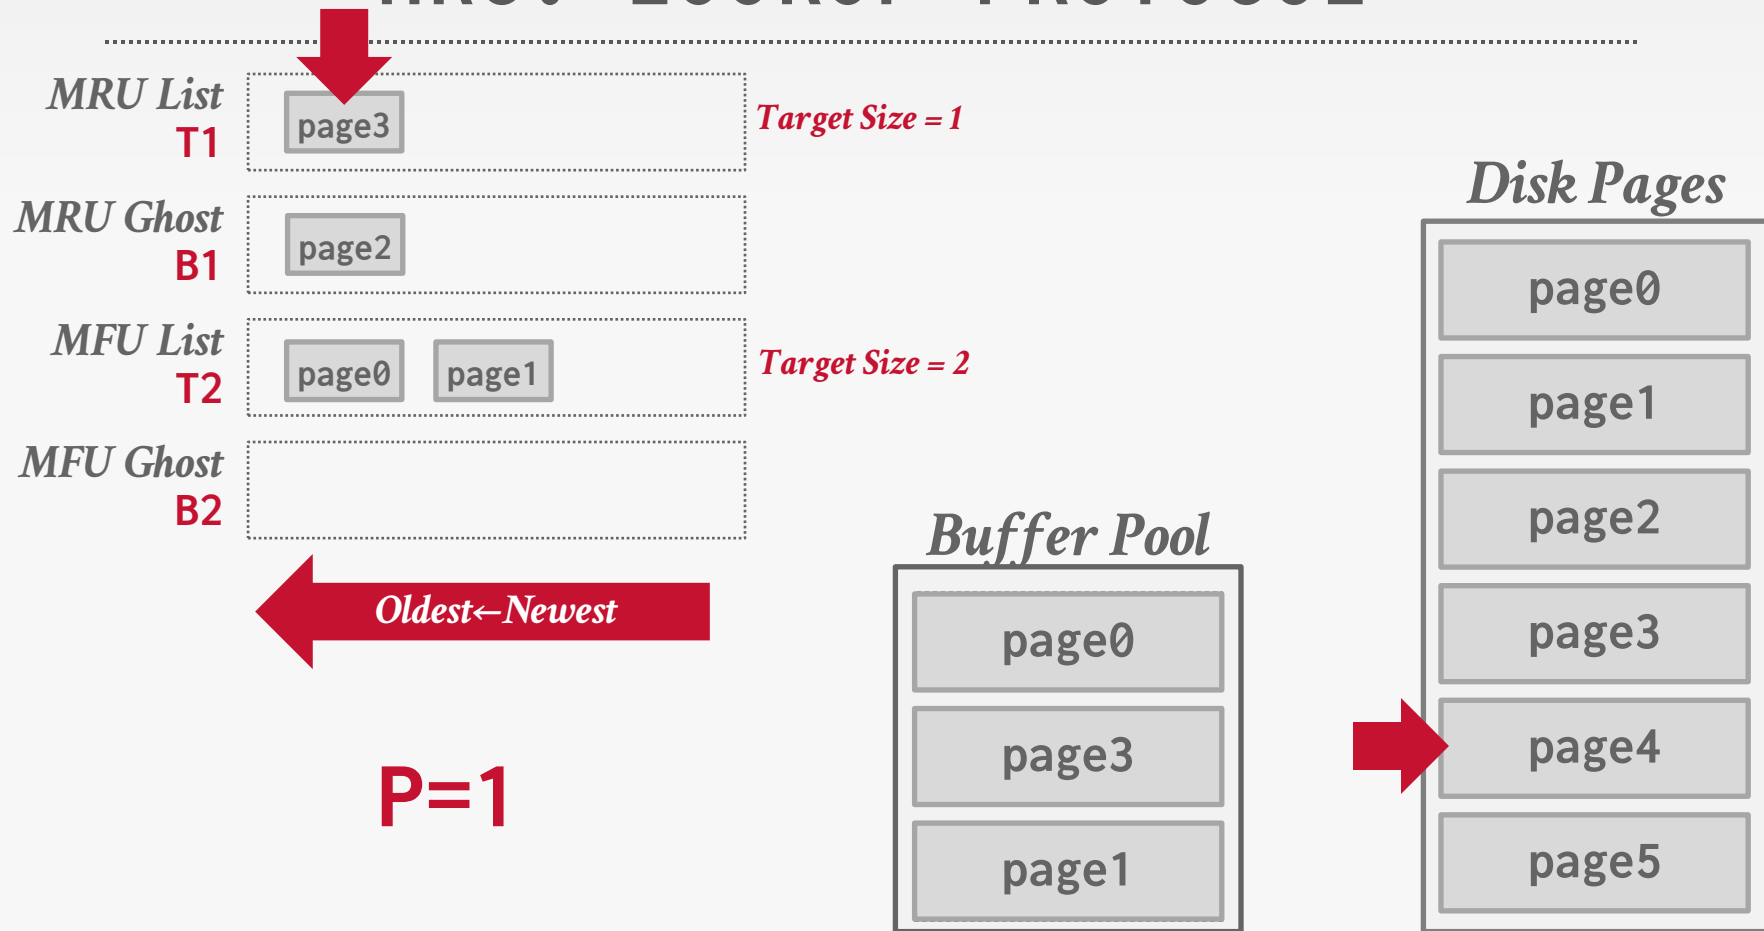 MRU List
T1
page3
Target Size = 1
MRU Ghost
B1
page2
MFU List
T2
page0
page1
Target Size = 2
MFU Ghost
B2
Oldest←Newest
P=1
Buffer Pool
page0
page3
page1
Disk Pages
page0
page1
page2
page3
page4
page5